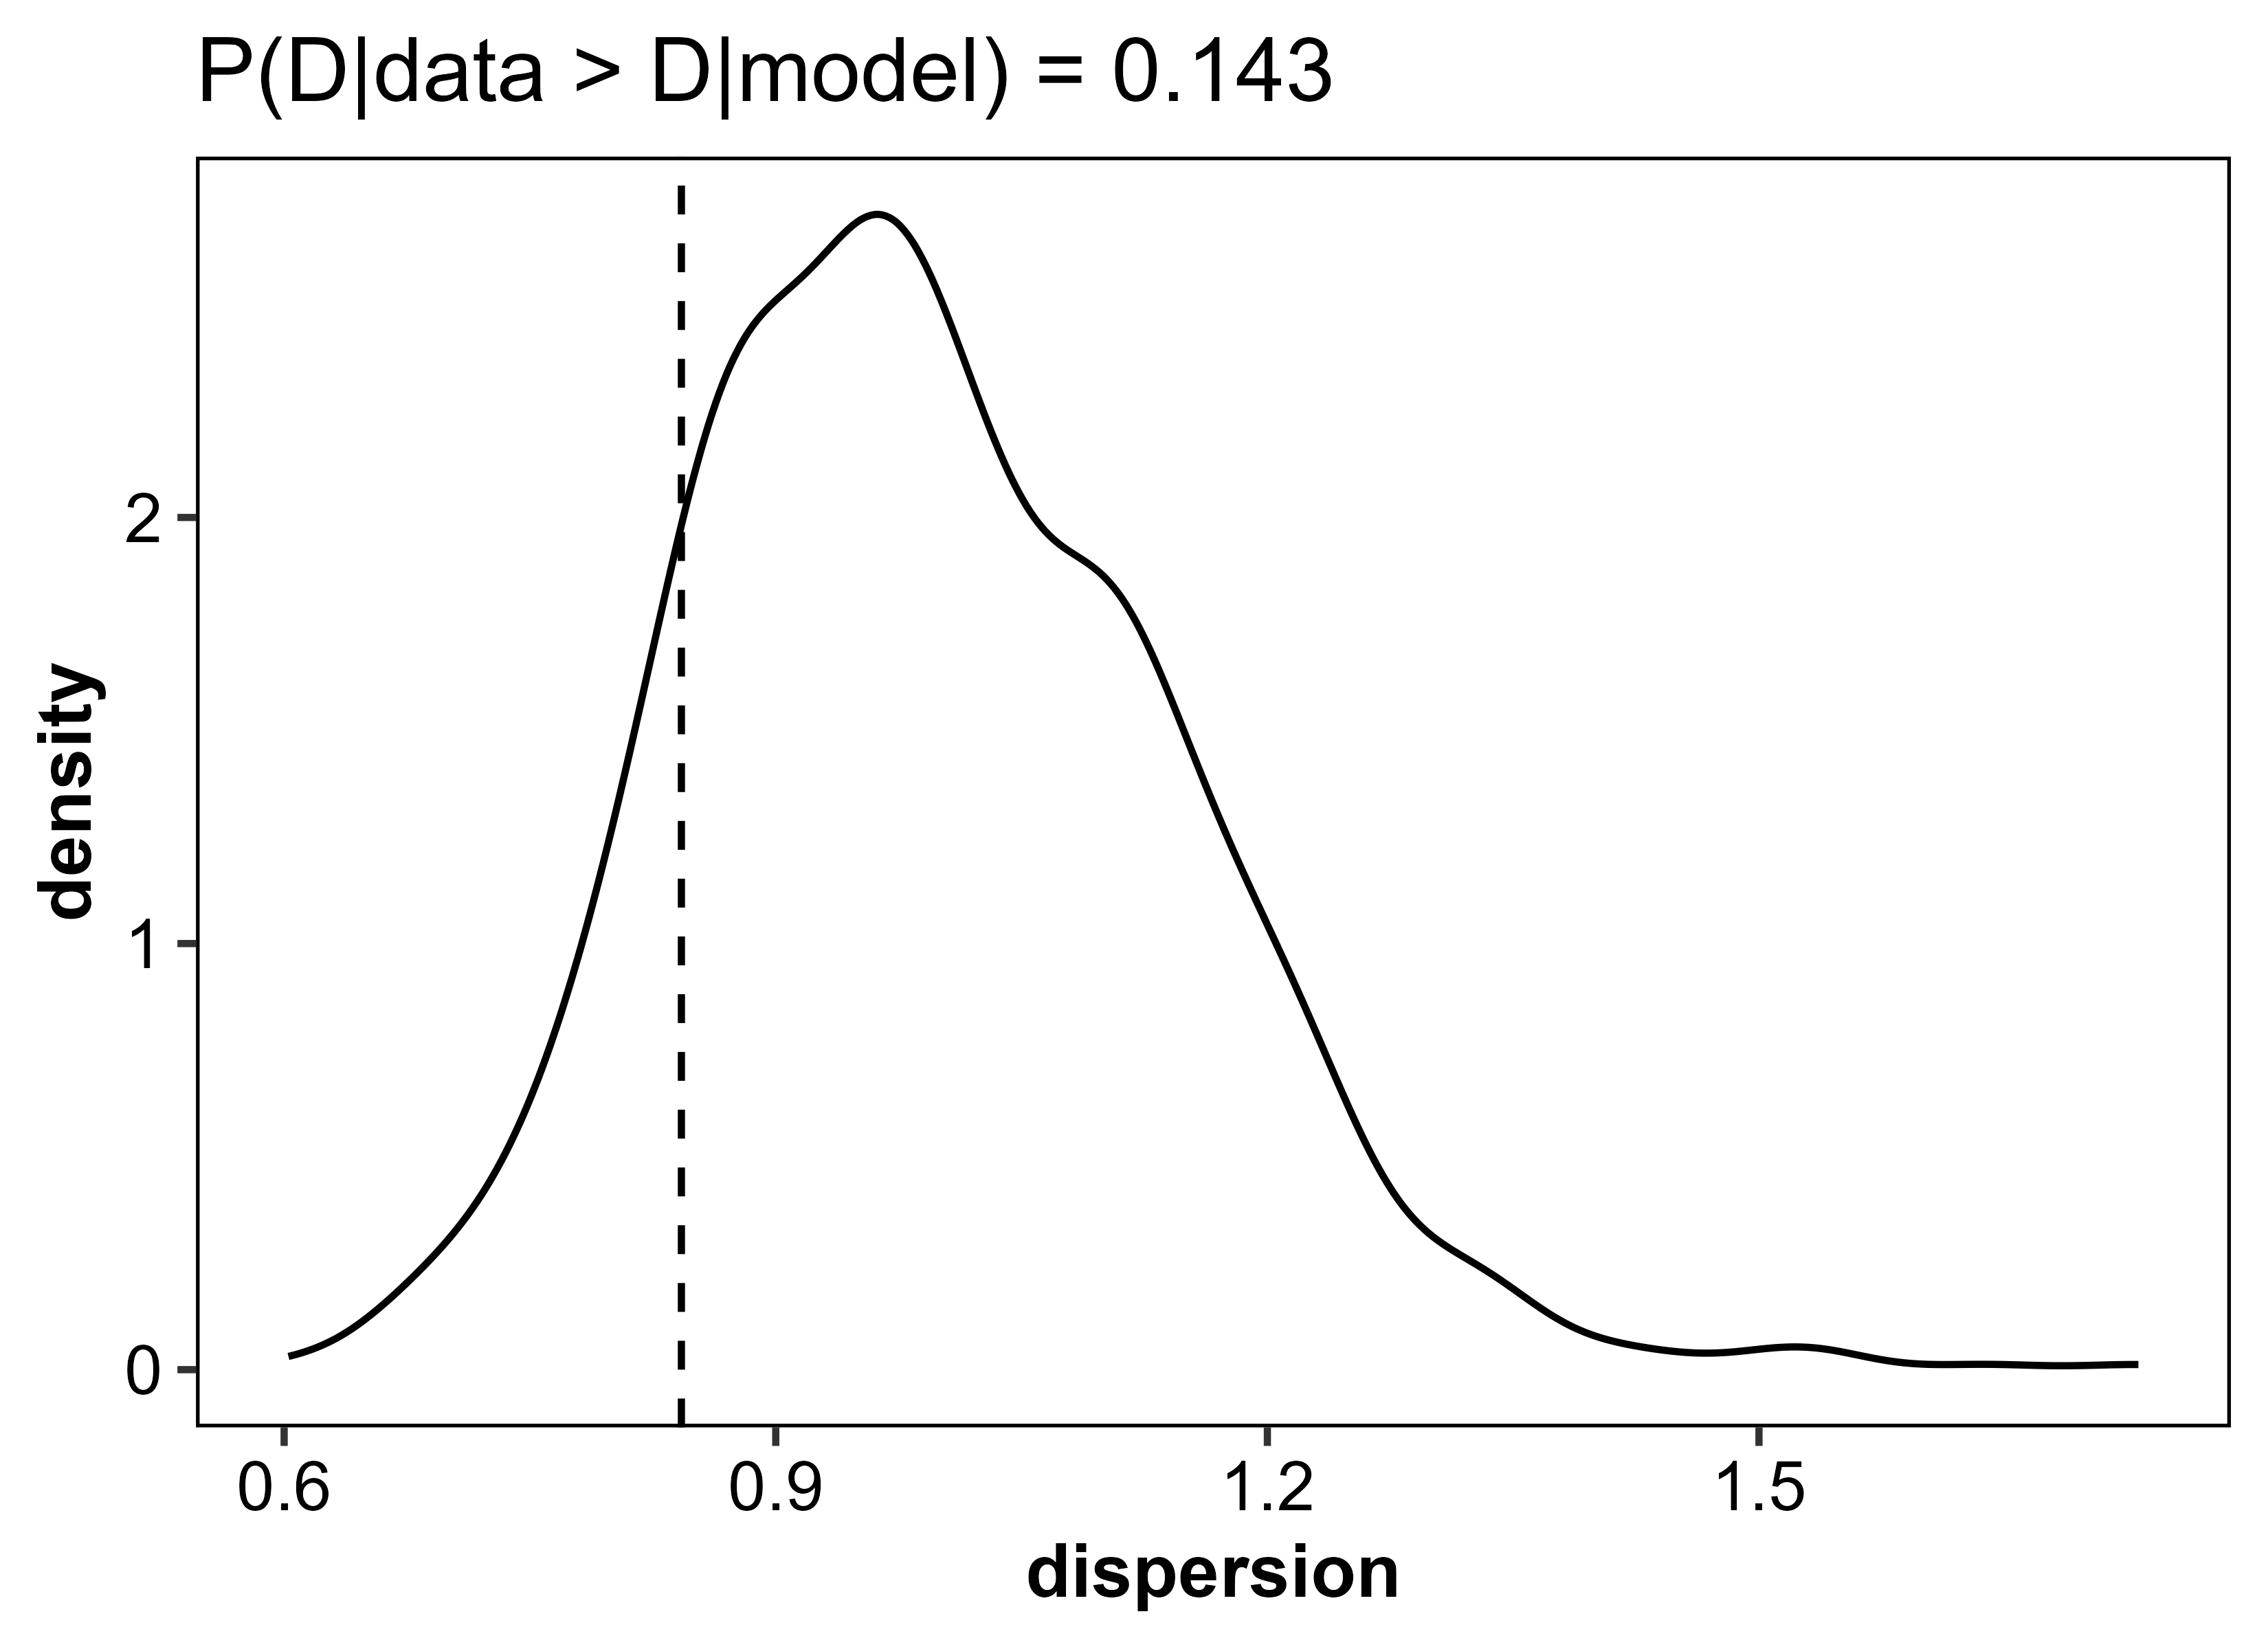 P(D|data > D|model) = 0.143
density
2
1
0
0.6 0.9 1.2 1.5
dispersion